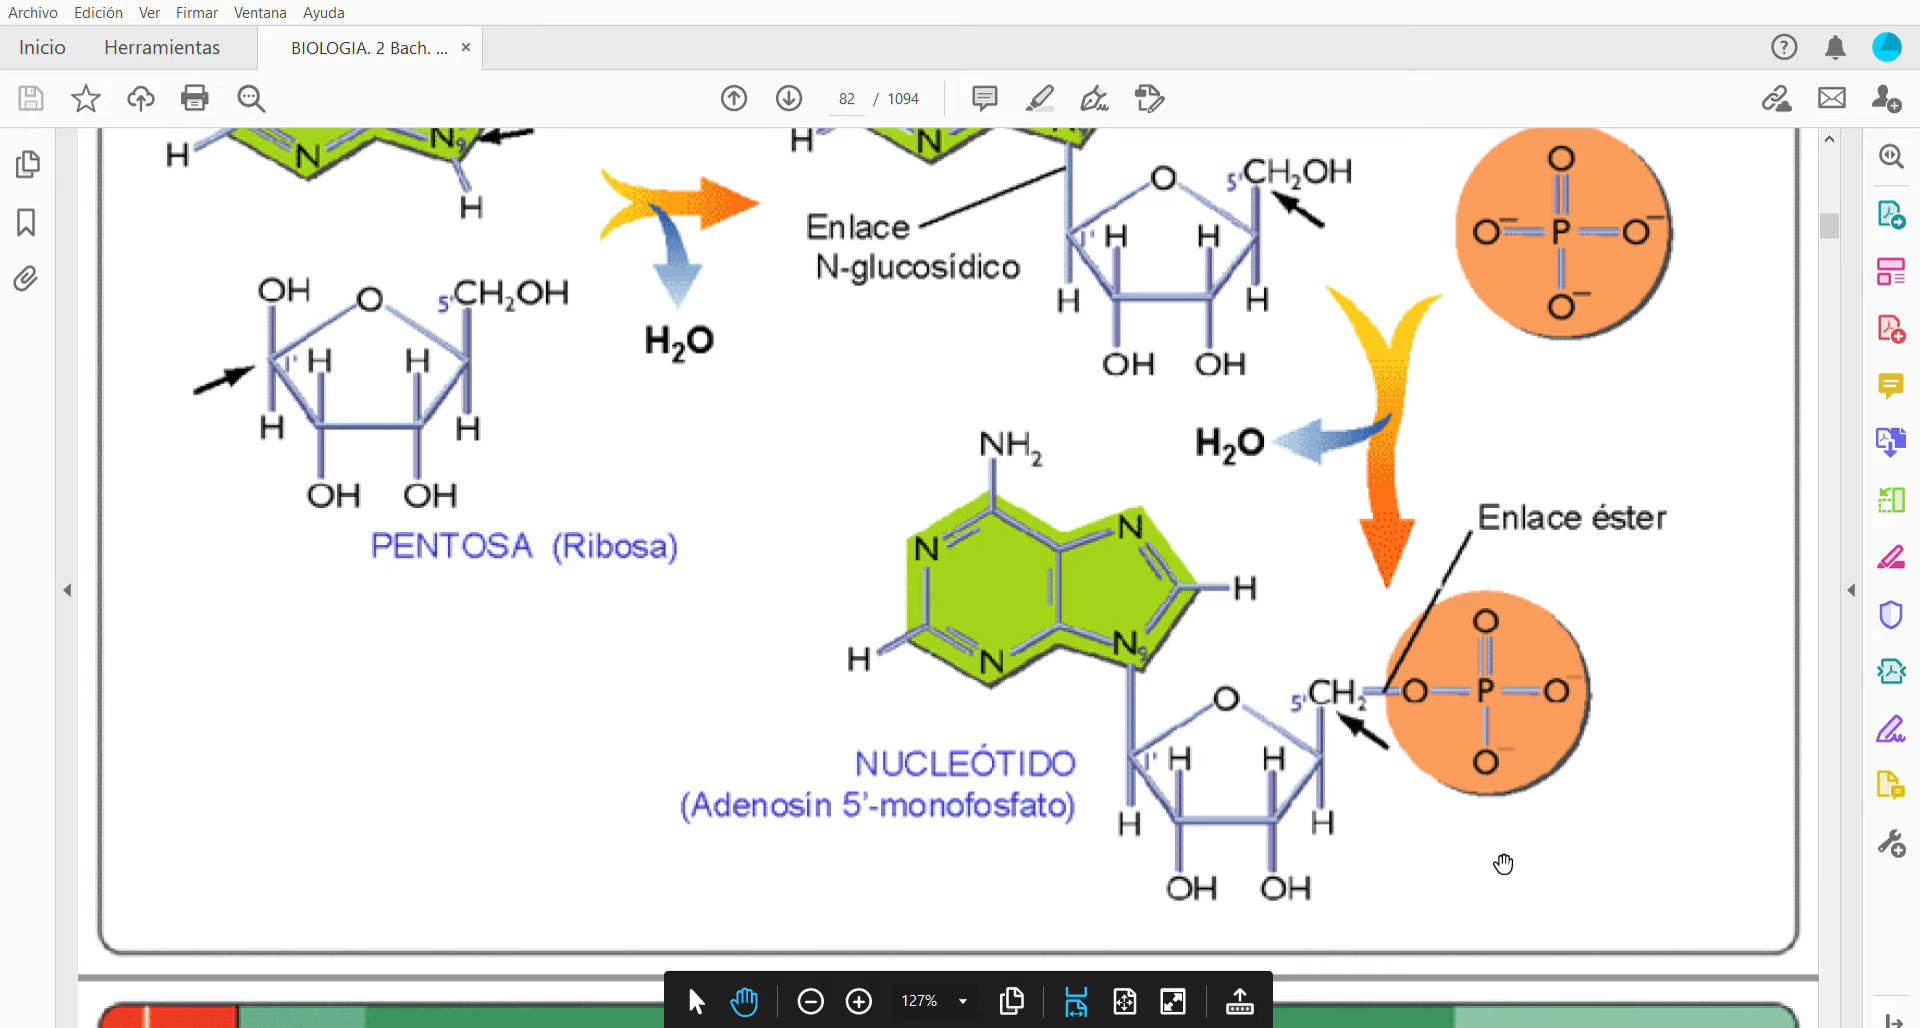 Archivo Edición Ver Firmar Ventana Ayuda
Inicio Herramientas BIOLOGIA. 2 Bach. ... ×
82 / 1094
H N N9 H
H N
5'CH2OH
O
O
O– P O–
O–
Enlace
N-glucosídico
1' H H
H H
OH OH
H2O
OH O 5'CH2OH
1' H H
H H
OH OH
PENTOSA (Ribosa)
H2O
NH2
N N
H
H N N9
Enlace éster
O
5'CH2 O P O–
O–
O
1' H H
H H
OH OH
NUCLEÓTIDO
(Adenosín 5'-monofosfato)
127%